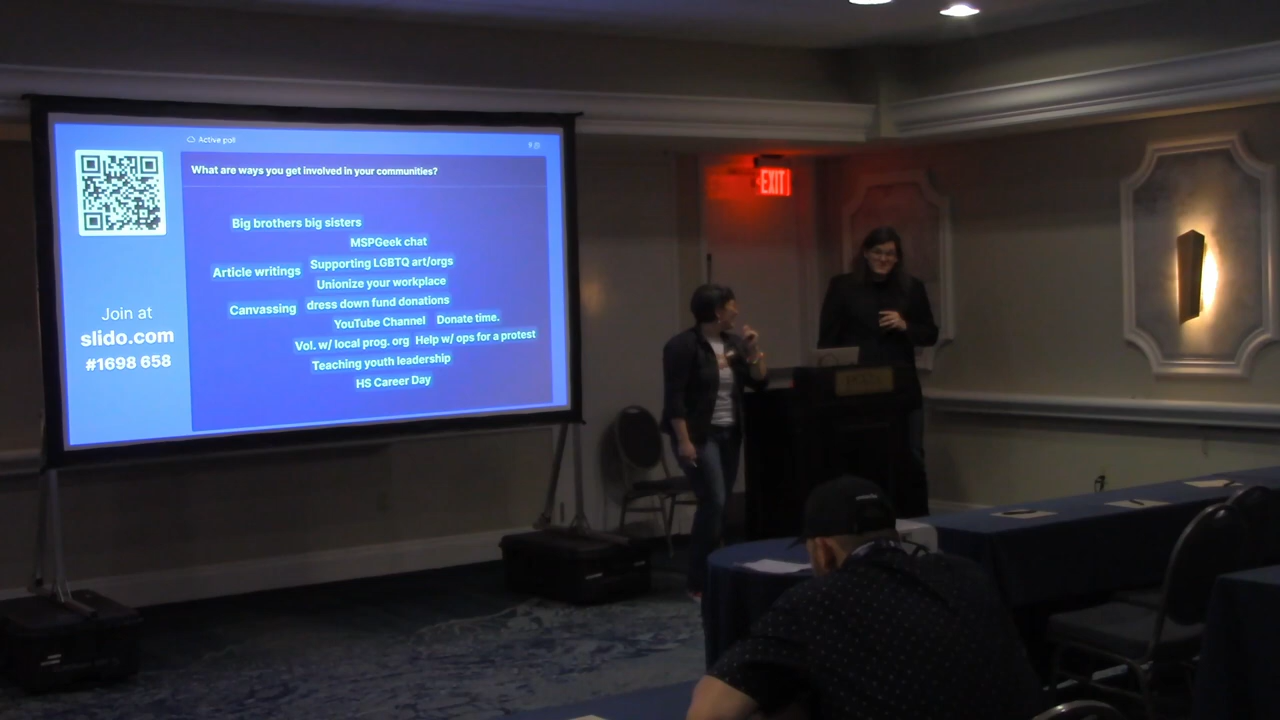 Active poll
What are ways you get involved in your communities?
Big brothers big sisters
MSPGeek chat
Article writings
Supporting LGBTQ art/orgs
Unionize your workplace
Canvassing
dress down fund donations
YouTube Channel
Donate time.
Vol. w/ local prog. org
Help w/ ops for a protest
Teaching youth leadership
HS Career Day
Join at
slido.com
#1698 658
EXIT